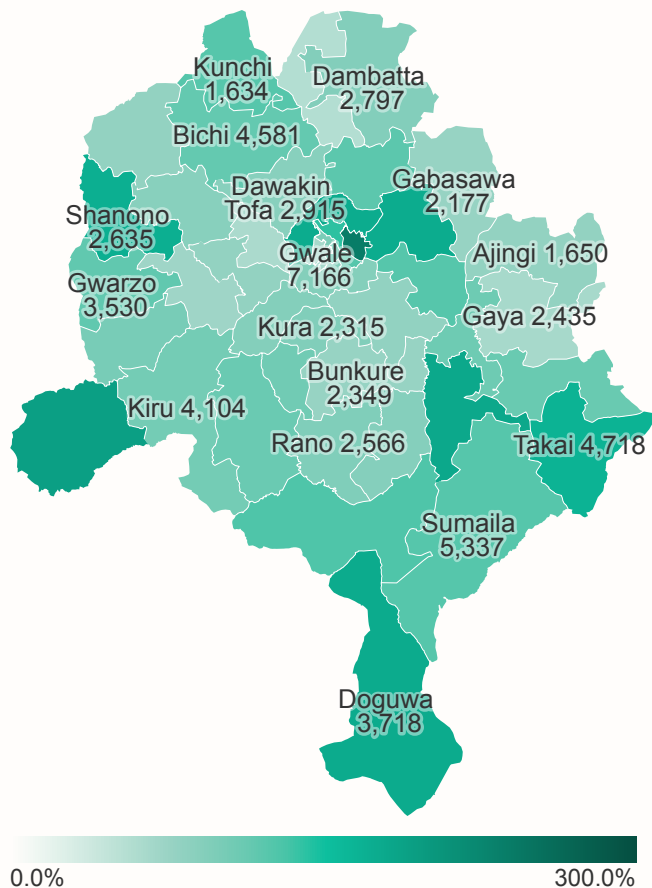 Kunchi
1,634
Dambatta
2,797
Bichi 4,581
Dawakin
Tofa 2,915
Gabasawa
2,177
Shanono
2,635
Gwale
7,166
Ajingi 1,650
Gwarzo
3,530
Kura 2,315
Gaya 2,435
Bunkure
2,349
Kiru 4,104
Rano 2,566
Takai 4,718
Sumaila
5,337
Doguwa
3,718
0.0%
300.0%